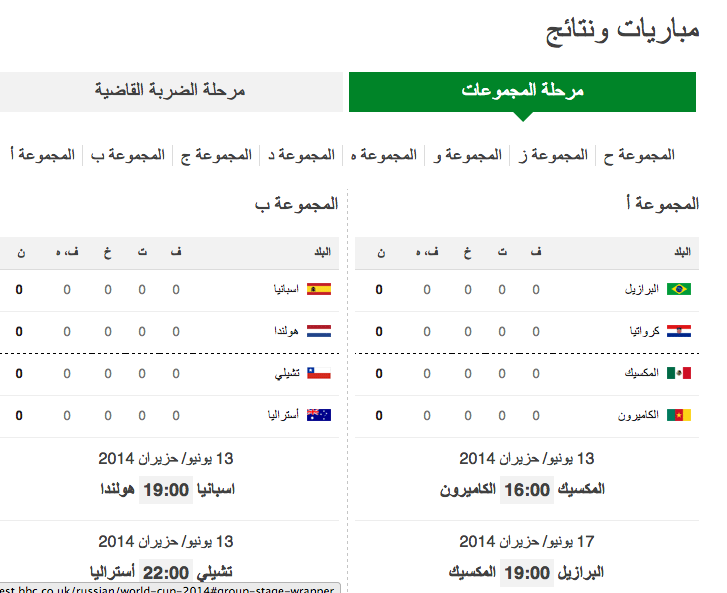 مباريات ونتائج
مرحلة المجموعات
مرحلة الضربة القاضية
المجموعة ح المجموعة ز المجموعة و المجموعة ه المجموعة د المجموعة ج المجموعة ب المجموعة أ
المجموعة أ
البلد ف ت خ ف، ه ن
البرازيل 0 0 0 0 0
كرواتيا 0 0 0 0 0
المكسيك 0 0 0 0 0
الكاميرون 0 0 0 0 0
13 يونيو/ حزيران 2014
المكسيك 16:00 الكاميرون
17 يونيو/ حزيران 2014
البرازيل 19:00 المكسيك
المجموعة ب
البلد ف ت خ ف، ه ن
اسبانيا 0 0 0 0 0
هولندا 0 0 0 0 0
تشيلي 0 0 0 0 0
أستراليا 0 0 0 0 0
13 يونيو/ حزيران 2014
اسبانيا 19:00 هولندا
13 يونيو/ حزيران 2014
تشيلي 22:00 أستراليا
est.bbc.co.uk/russian/world-cup-2014#group-stage-wrapper